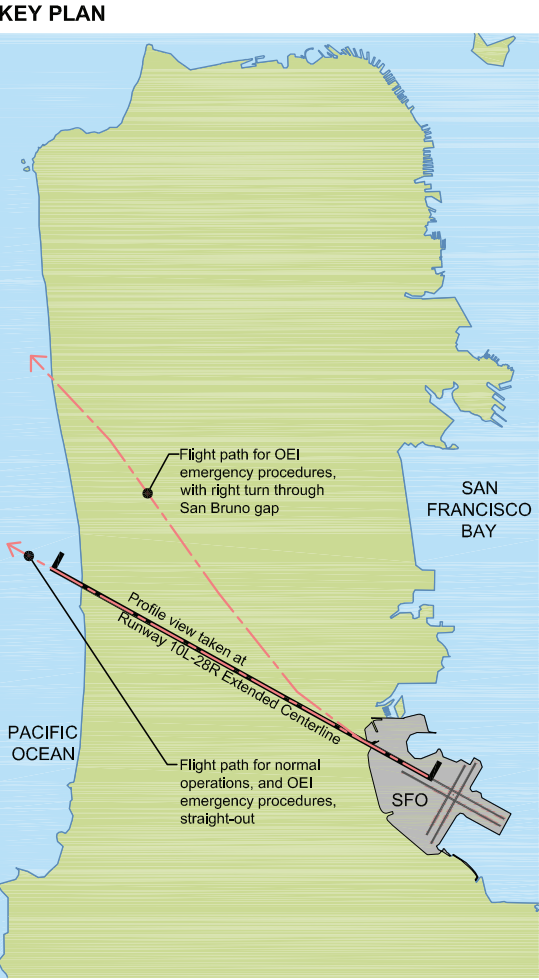 KEY PLAN
Flight path for OEI
emergency procedures,
with right turn through
San Bruno gap
SAN
FRANCISCO
BAY
Profile view taken at
Runway 10L-28R Extended Centerline
PACIFIC
OCEAN
Flight path for normal
operations, and OEI
emergency procedures,
straight-out
SFO